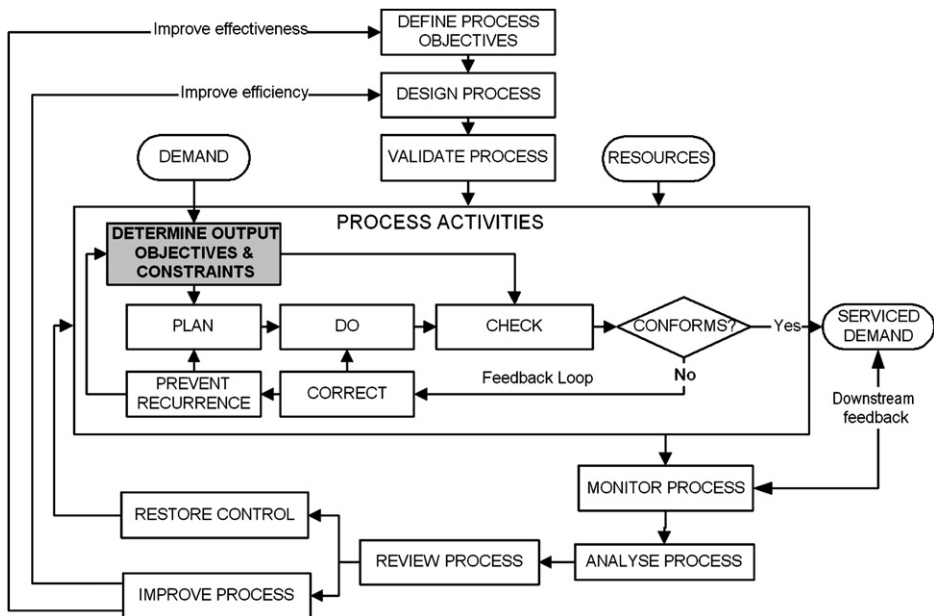 Improve effectiveness
DEFINE PROCESS
OBJECTIVES
Improve efficiency
DESIGN PROCESS
DEMAND
VALIDATE PROCESS
RESOURCES
PROCESS ACTIVITIES
DETERMINE OUTPUT
OBJECTIVES &
CONSTRAINTS
PLAN
DO
CHECK
CONFORMS?
Yes
SERVICED
DEMAND
PREVENT
RECURRENCE
CORRECT
Feedback Loop
No
Downstream
feedback
MONITOR PROCESS
RESTORE CONTROL
REVIEW PROCESS
ANALYSE PROCESS
IMPROVE PROCESS